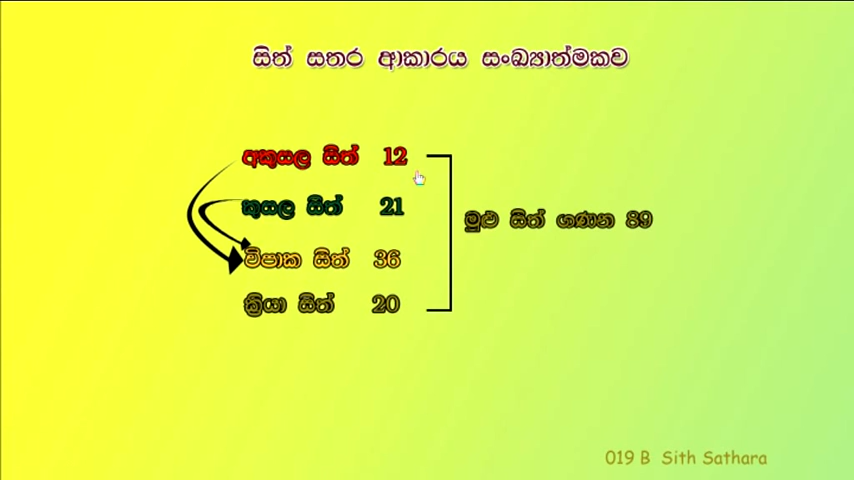 සිත් සතර ආකාරය සංඛ්‍යාත්මකව
අකුසල සිත් 12
කුසල සිත් 21
විපාක සිත් 36
ක්‍රියා සිත් 20
මුළු සිත් ගණන 89
019 B Sith Sathara